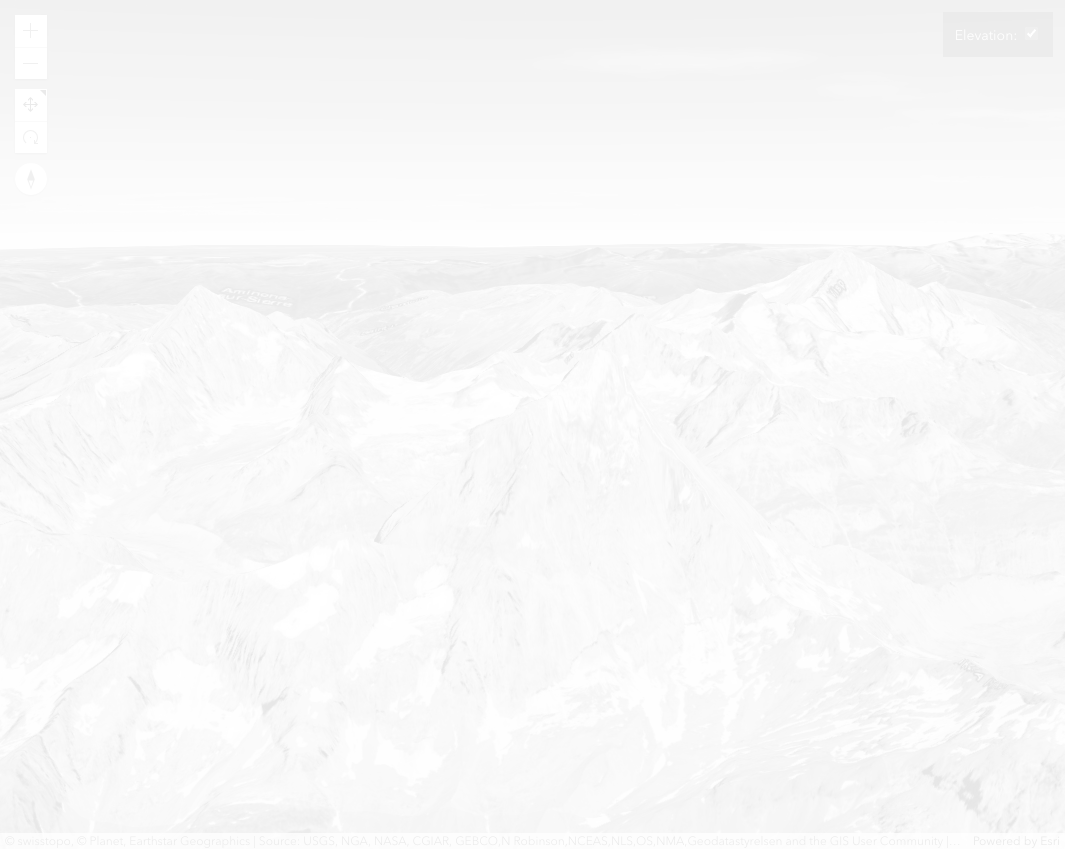 Elevation:
© swisstopo, © Planet, Earthstar Geographics | Source: USGS, NGA, NASA, CGIAR, GEBCO,N Robinson,NCEAS,NLS,OS,NMA,Geodatastyrelsen and the GIS User Community | Powered by Esri